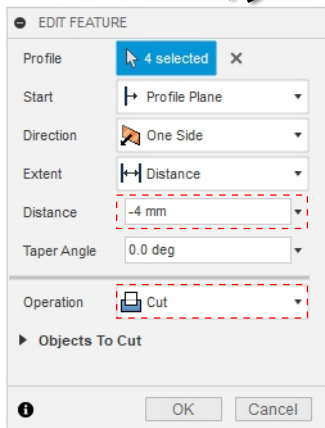 EDIT FEATURE
Profile 4 selected
Start Profile Plane
Direction One Side
Extent Distance
Distance -4 mm
Taper Angle 0.0 deg
Operation Cut
Objects To Cut
OK Cancel